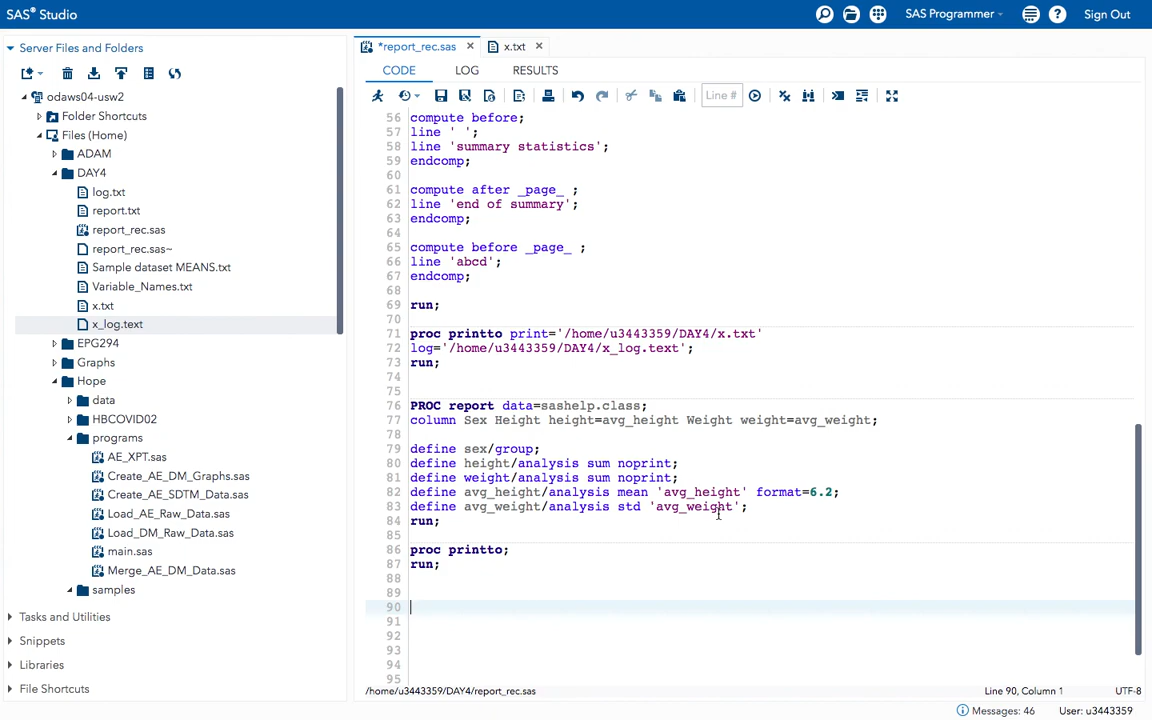 SAS® Studio
SAS Programmer
Sign Out
Server Files and Folders
odaws04-usw2
Folder Shortcuts
Files (Home)
ADAM
DAY4
log.txt
report.txt
report_rec.sas
report_rec.sas~
Sample dataset MEANS.txt
Variable_Names.txt
x.txt
x_log.text
EPG294
Graphs
Hope
data
HBCOVID02
programs
AE_XPT.sas
Create_AE_DM_Graphs.sas
Create_AE_SDTM_Data.sas
Load_AE_Raw_Data.sas
Load_DM_Raw_Data.sas
main.sas
Merge_AE_DM_Data.sas
samples
Tasks and Utilities
Snippets
Libraries
File Shortcuts
*report_rec.sas
x.txt
CODE LOG RESULTS
Line #
56 compute before;
57 line ' ';
58 line 'summary statistics';
59 endcomp;
60
61 compute after _page_ ;
62 line 'end of summary';
63 endcomp;
64
65 compute before _page_ ;
66 line 'abcd';
67 endcomp;
68
69 run;
70
71 proc printto print='/home/u3443359/DAY4/x.txt'
72 log='/home/u3443359/DAY4/x_log.text';
73 run;
74
75
76 PROC report data=sashelp.class;
77 column Sex Height height=avg_height Weight weight=avg_weight;
78
79 define sex/group;
80 define height/analysis sum noprint;
81 define weight/analysis sum noprint;
82 define avg_height/analysis mean 'avg_height' format=6.2;
83 define avg_weight/analysis std 'avg_weight';
84 run;
85
86 proc printto;
87 run;
88
89
90
91
92
93
94
95
/home/u3443359/DAY4/report_rec.sas
Line 90, Column 1
UTF-8
Messages: 46
User: u3443359